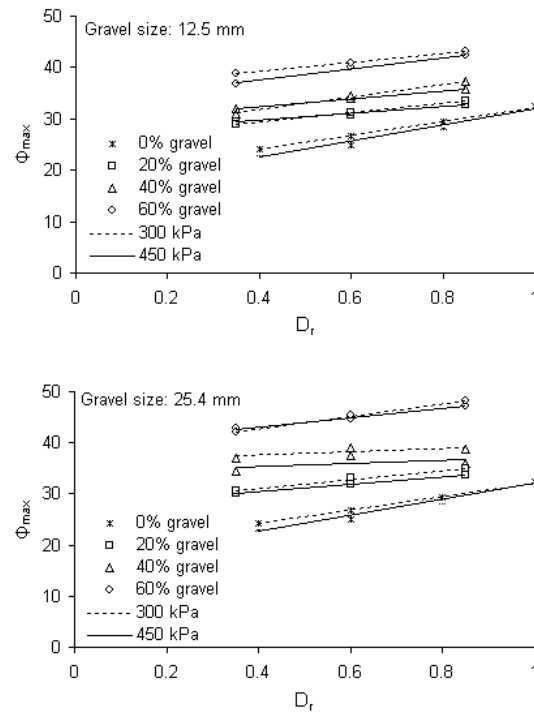 50
Gravel size: 12.5 mm
40
30
Φmax
0% gravel
20
20% gravel
40% gravel
60% gravel
10
300 kPa
450 kPa
0
0 0.2 0.4 0.6 0.8 1
Dr
50
Gravel size: 25.4 mm
40
30
Φmax
0% gravel
20
20% gravel
40% gravel
60% gravel
10
300 kPa
450 kPa
0
0 0.2 0.4 0.6 0.8 1
Dr